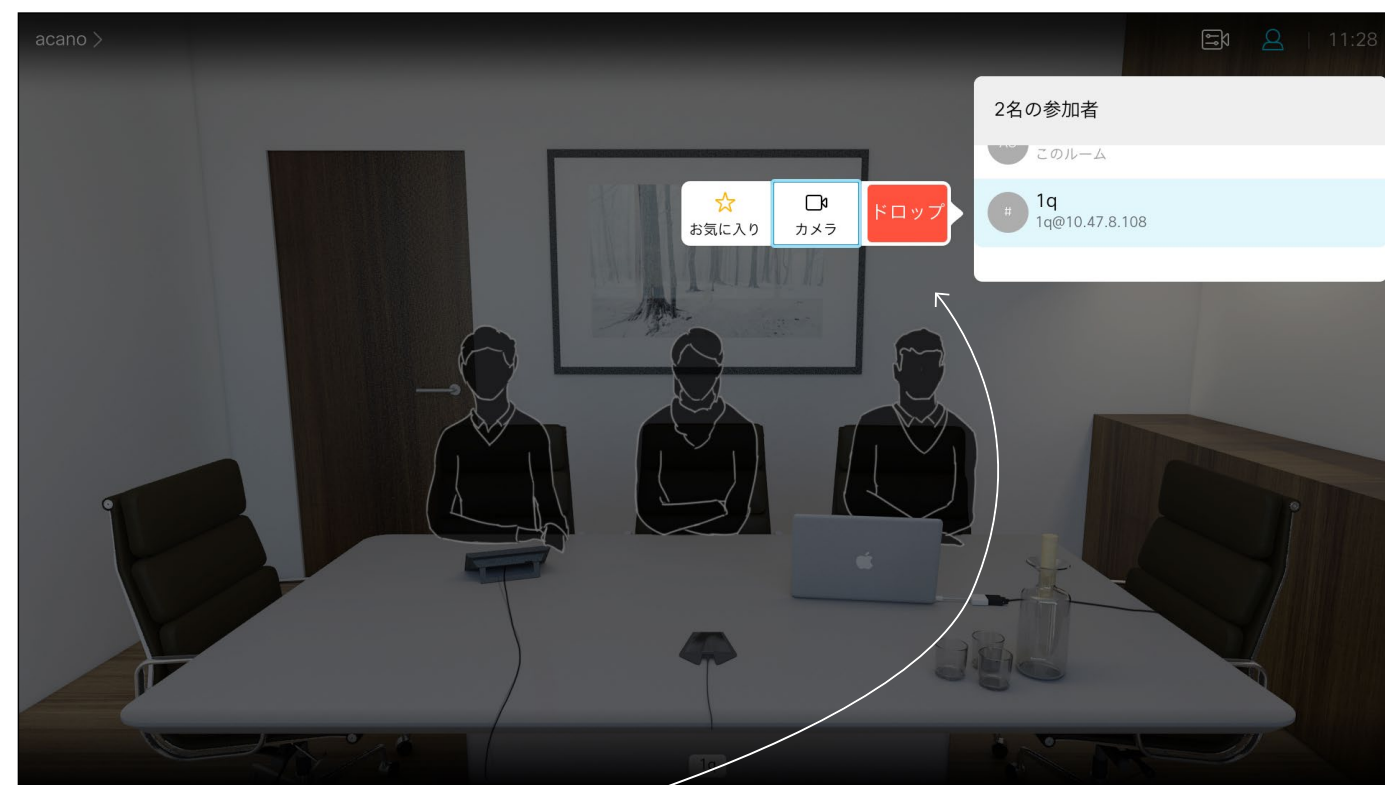 acano >
11:28
2名の参加者
このルーム
お気に入り
カメラ
ドロップ
#
1q
1q@10.47.8.108
1q